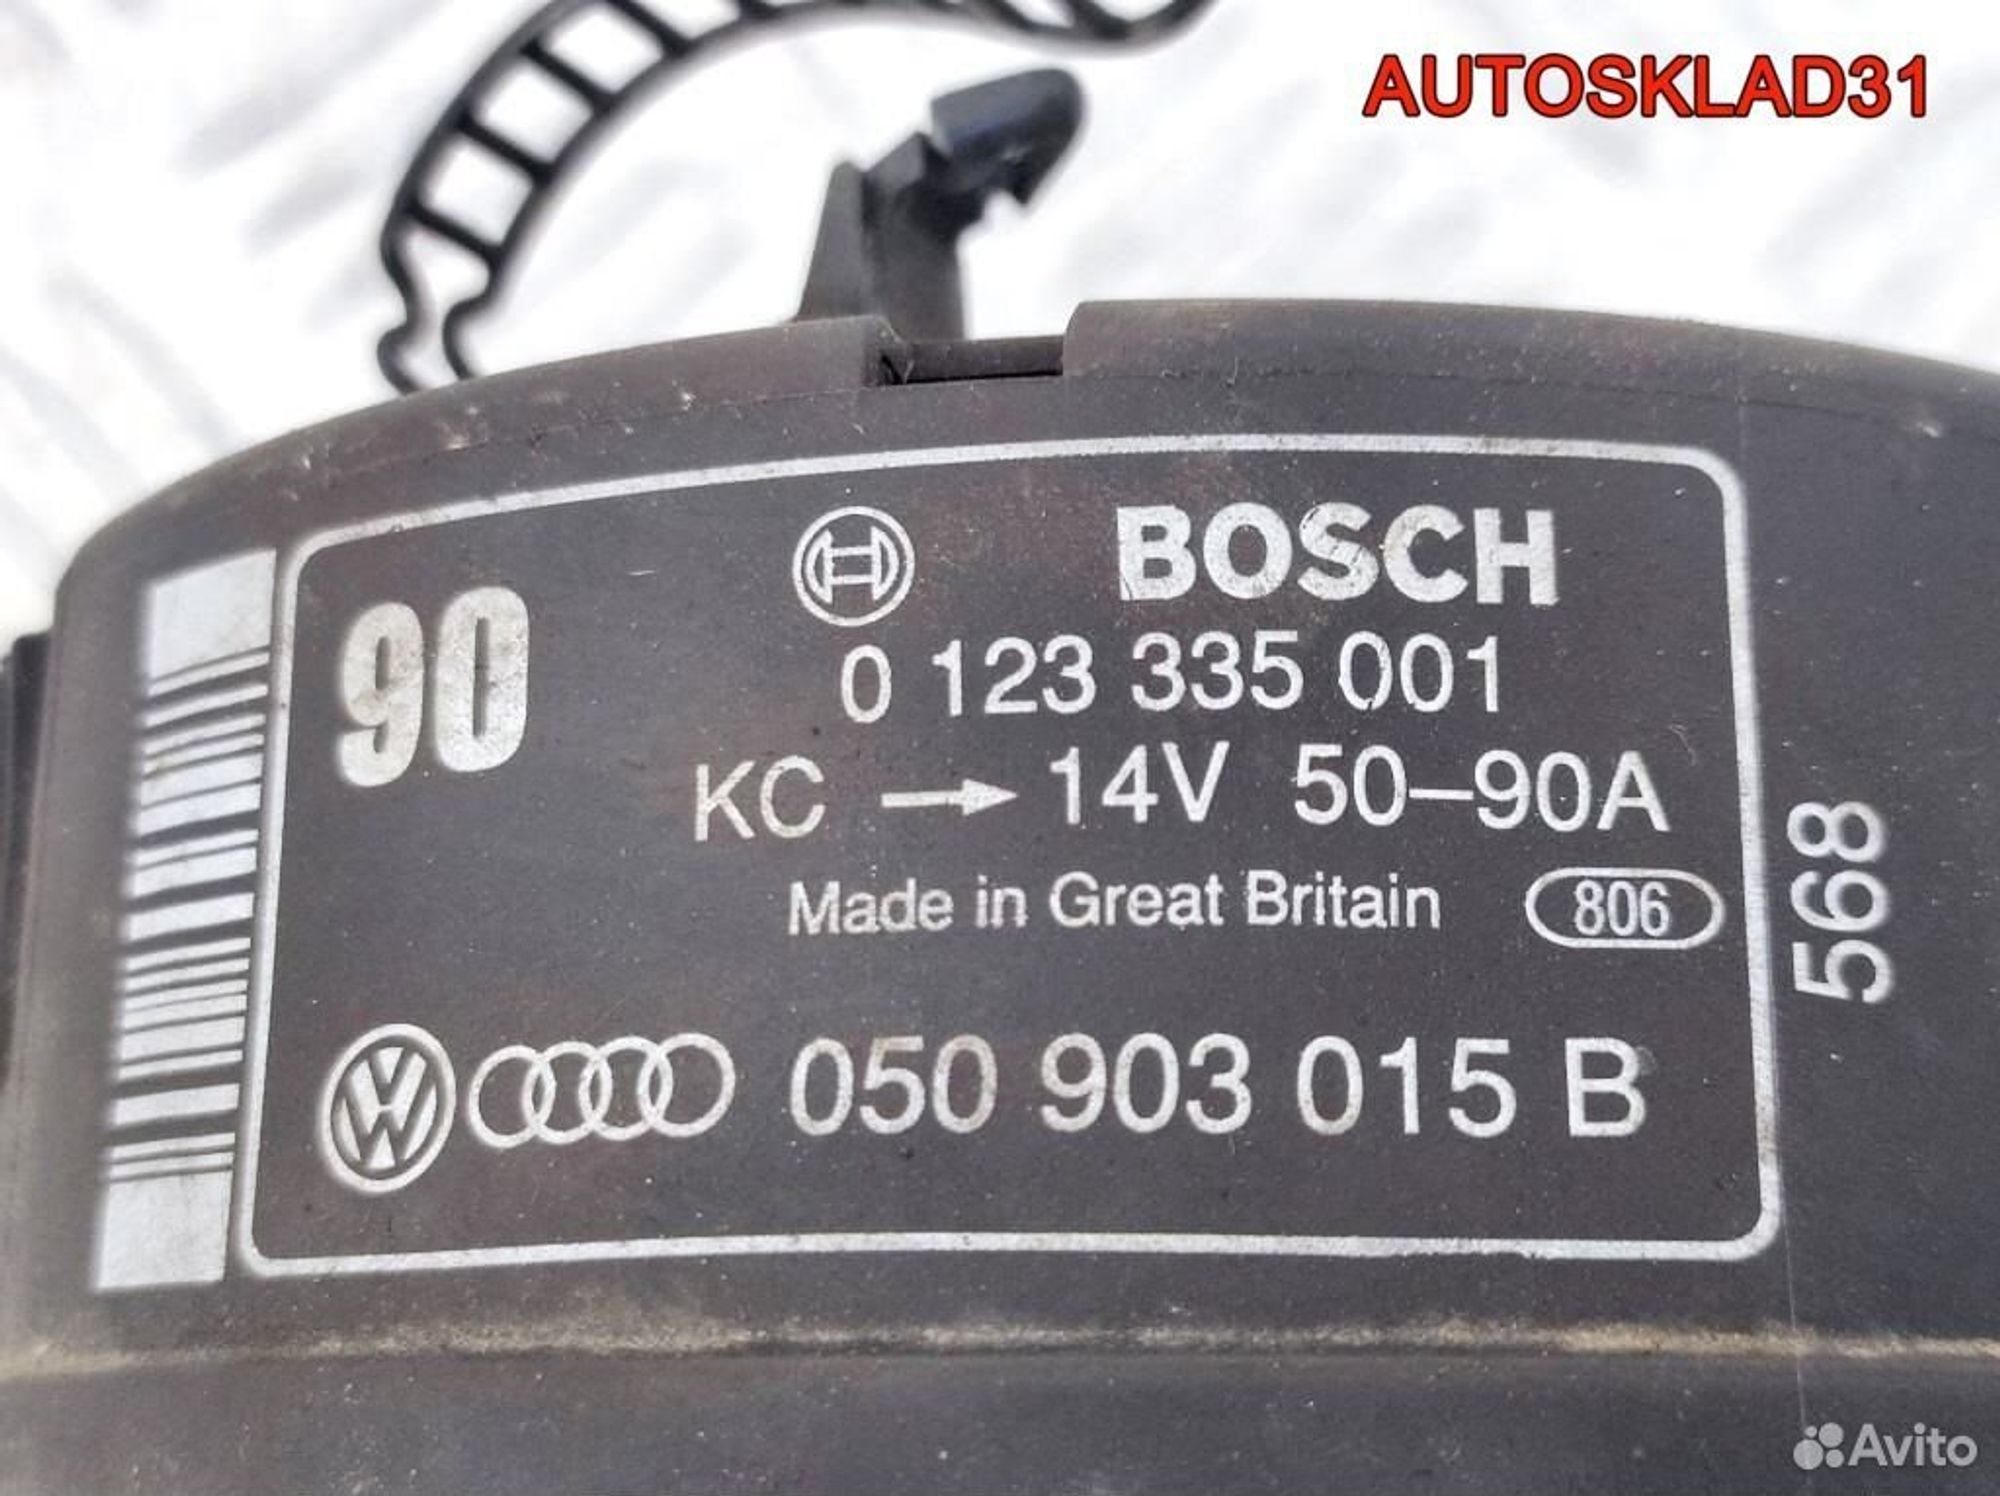 AUTOSKLAD31
90
BOSCH
0 123 335 001
KC → 14V 50–90A
Made in Great Britain 806
568
050 903 015 B
Avito